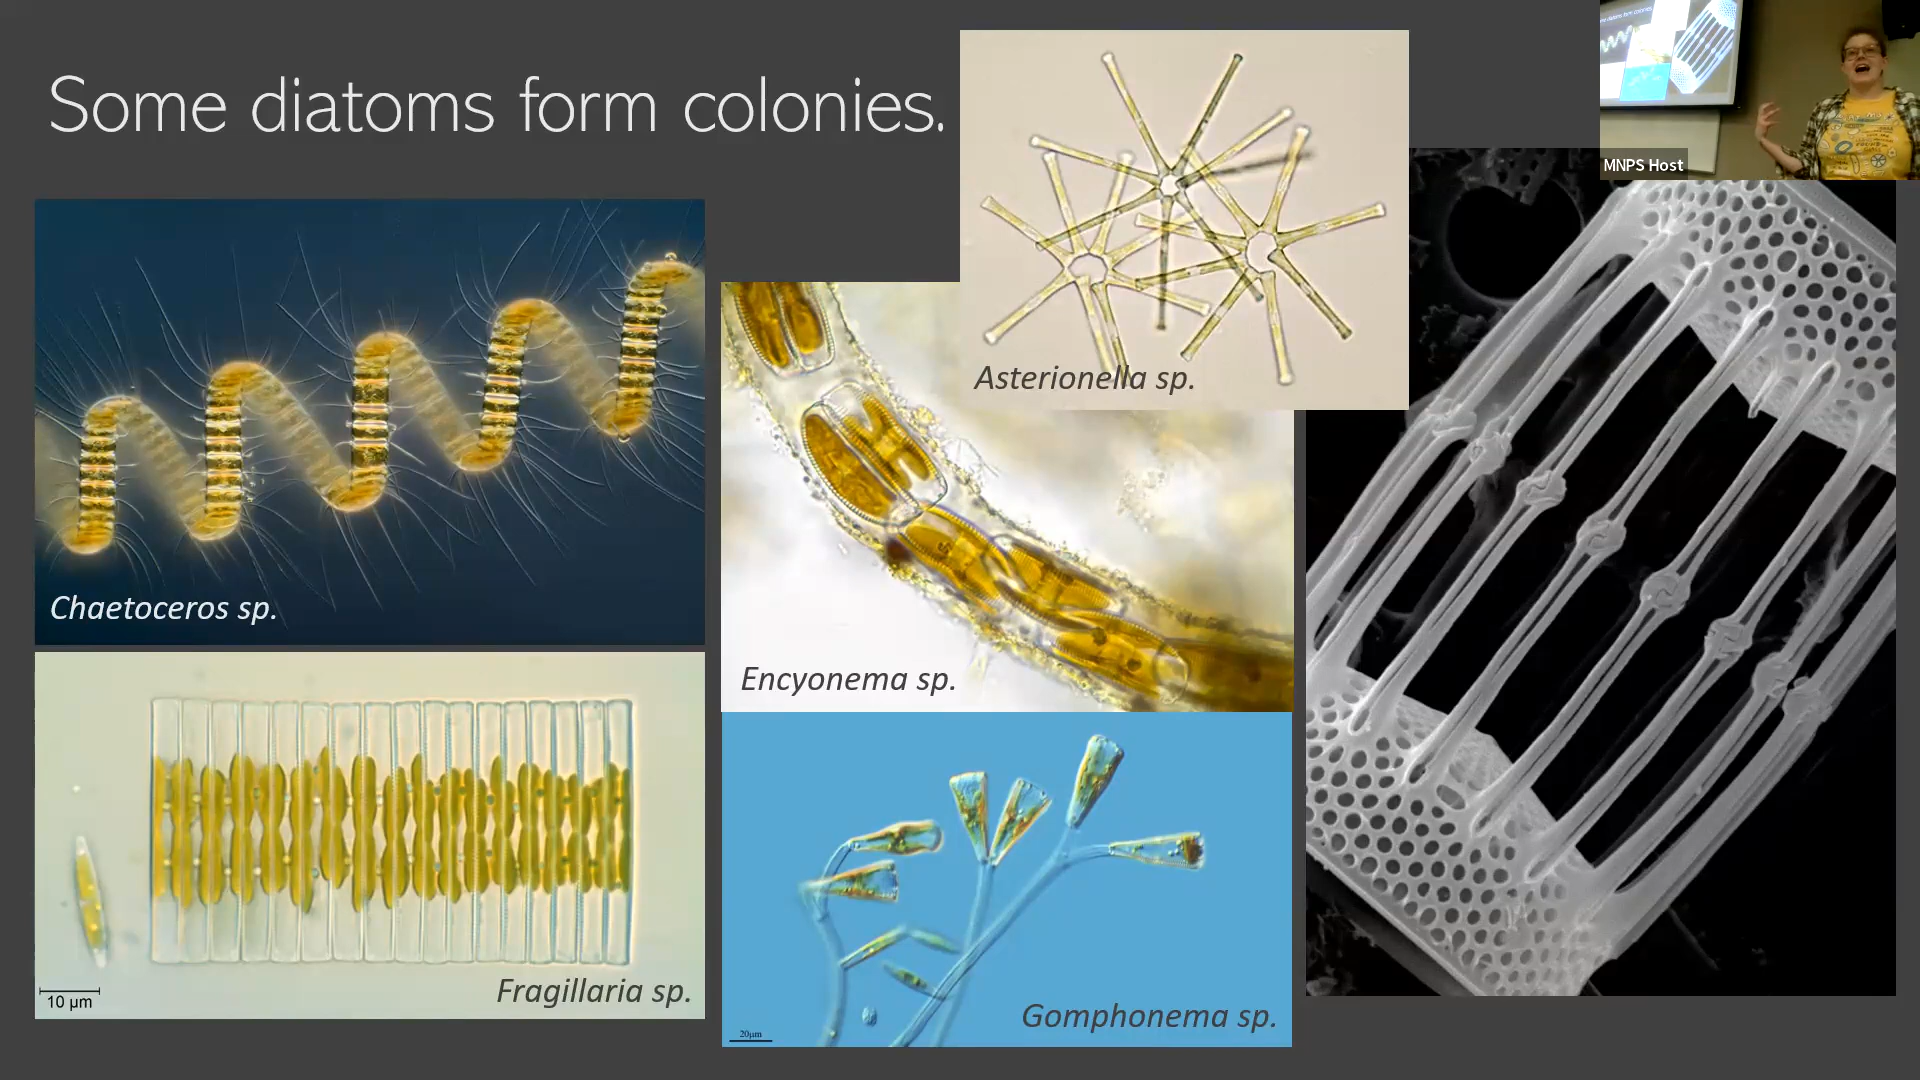 Some diatoms form colonies.
MNPS Host
Asterionella sp.
Chaetoceros sp.
Encyonema sp.
10 µm
Fragillaria sp.
20µm
Gomphonema sp.